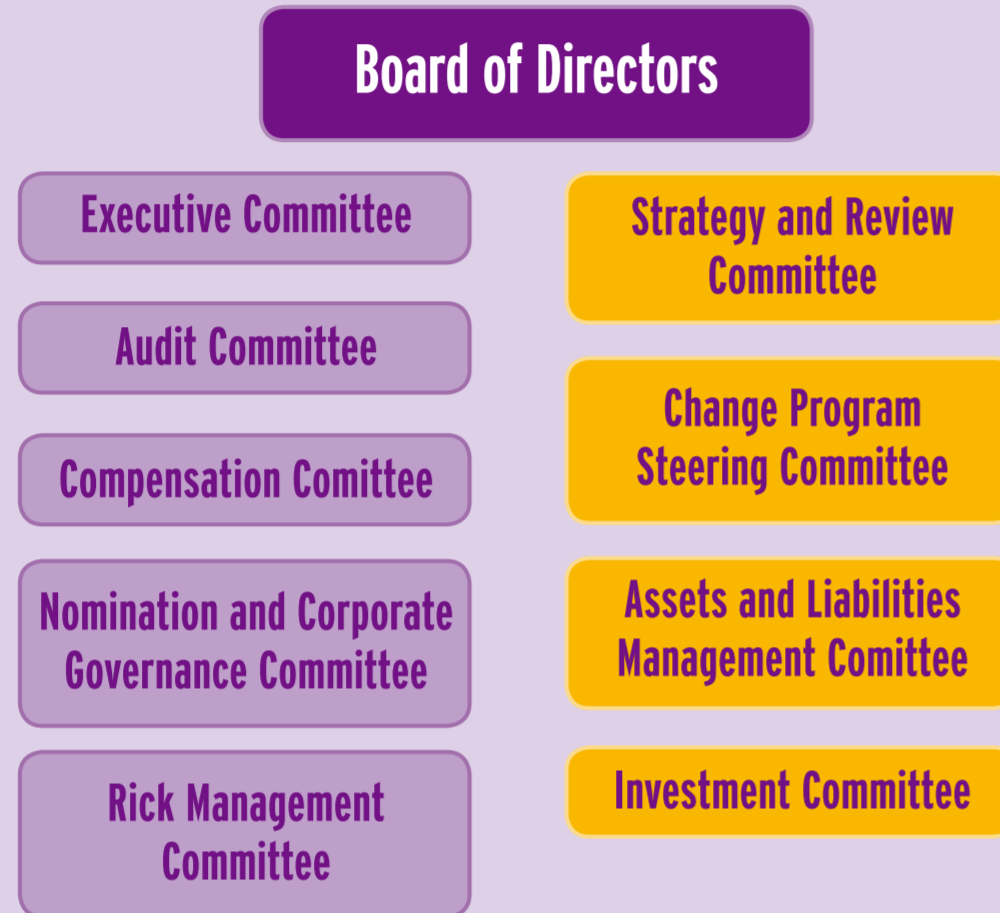 Board of Directors
Executive Committee
Audit Committee
Compensation Comittee
Nomination and Corporate
Governance Committee
Rick Management
Committee
Strategy and Review
Committee
Change Program
Steering Committee
Assets and Liabilities
Management Comittee
Investment Committee